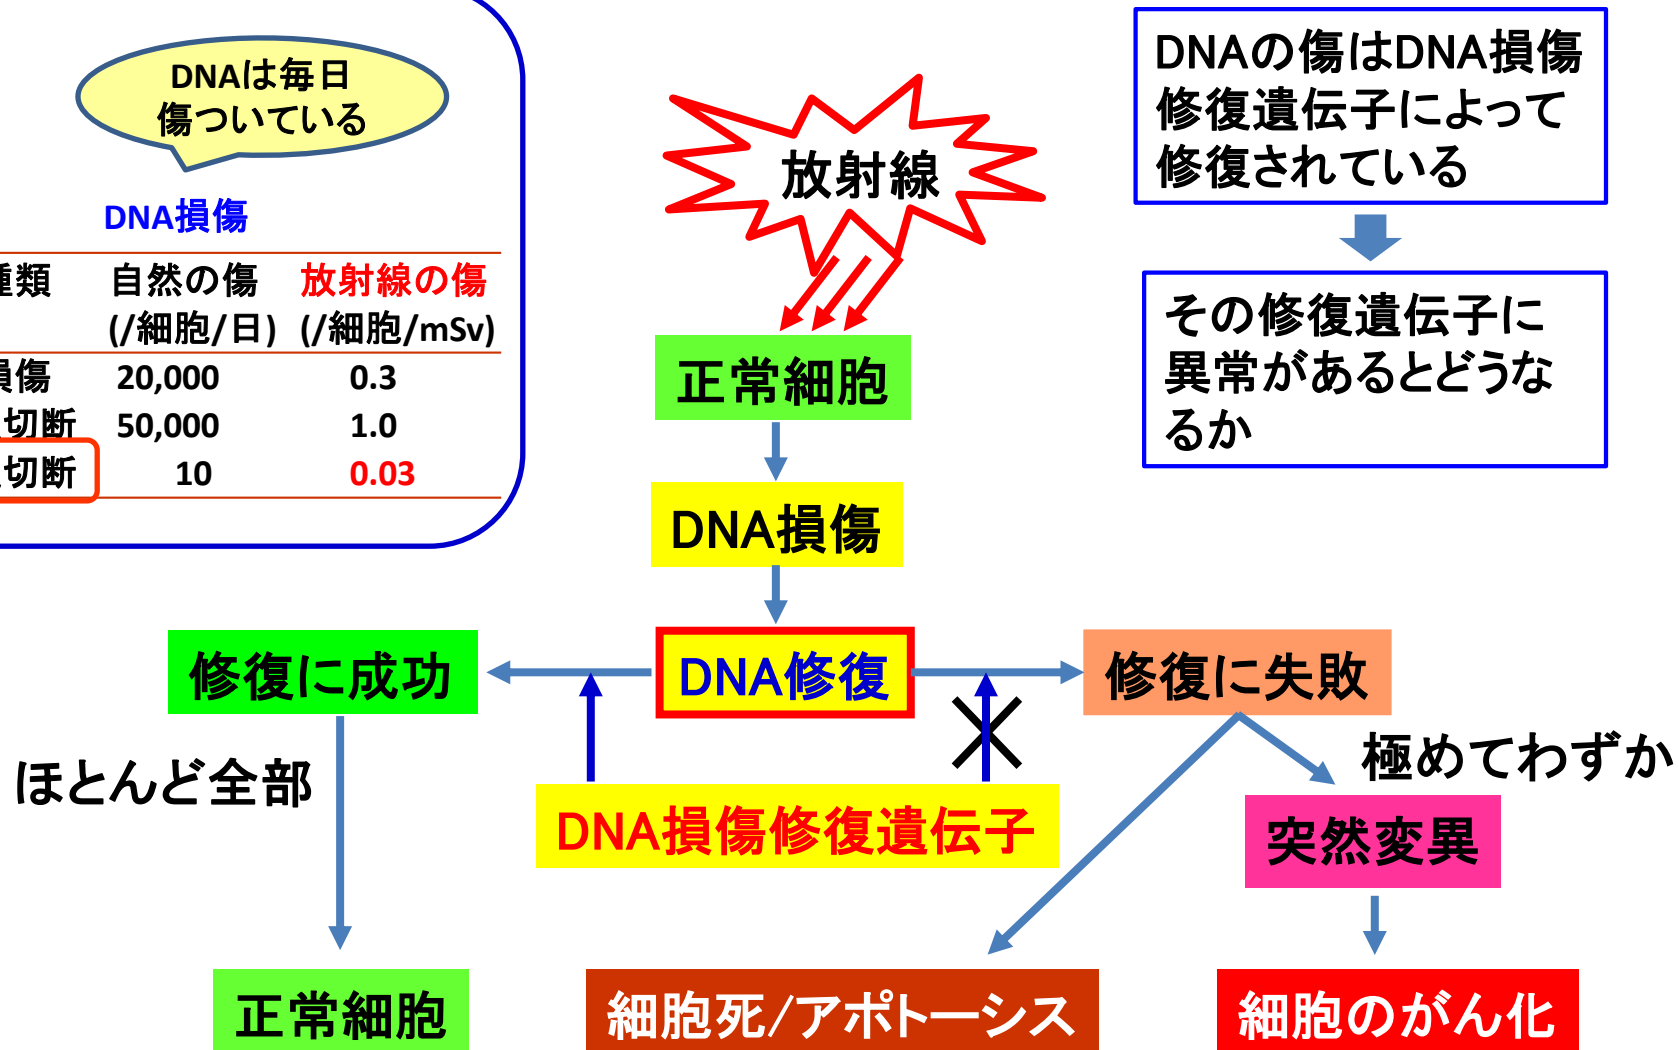 DNAは毎日
傷ついている
DNA損傷
種類 自然の傷 放射線の傷
(/細胞/日) (/細胞/mSv)
損傷 20,000 0.3
切断 50,000 1.0
切断 10 0.03
放射線
正常細胞
DNA損傷
DNA修復
修復に成功
修復に失敗
ほとんど全部
極めてわずか
DNA損傷修復遺伝子
突然変異
正常細胞
細胞死/アポトーシス
細胞のがん化
DNAの傷はDNA損傷
修復遺伝子によって
修復されている
その修復遺伝子に
異常があるとどうな
るか